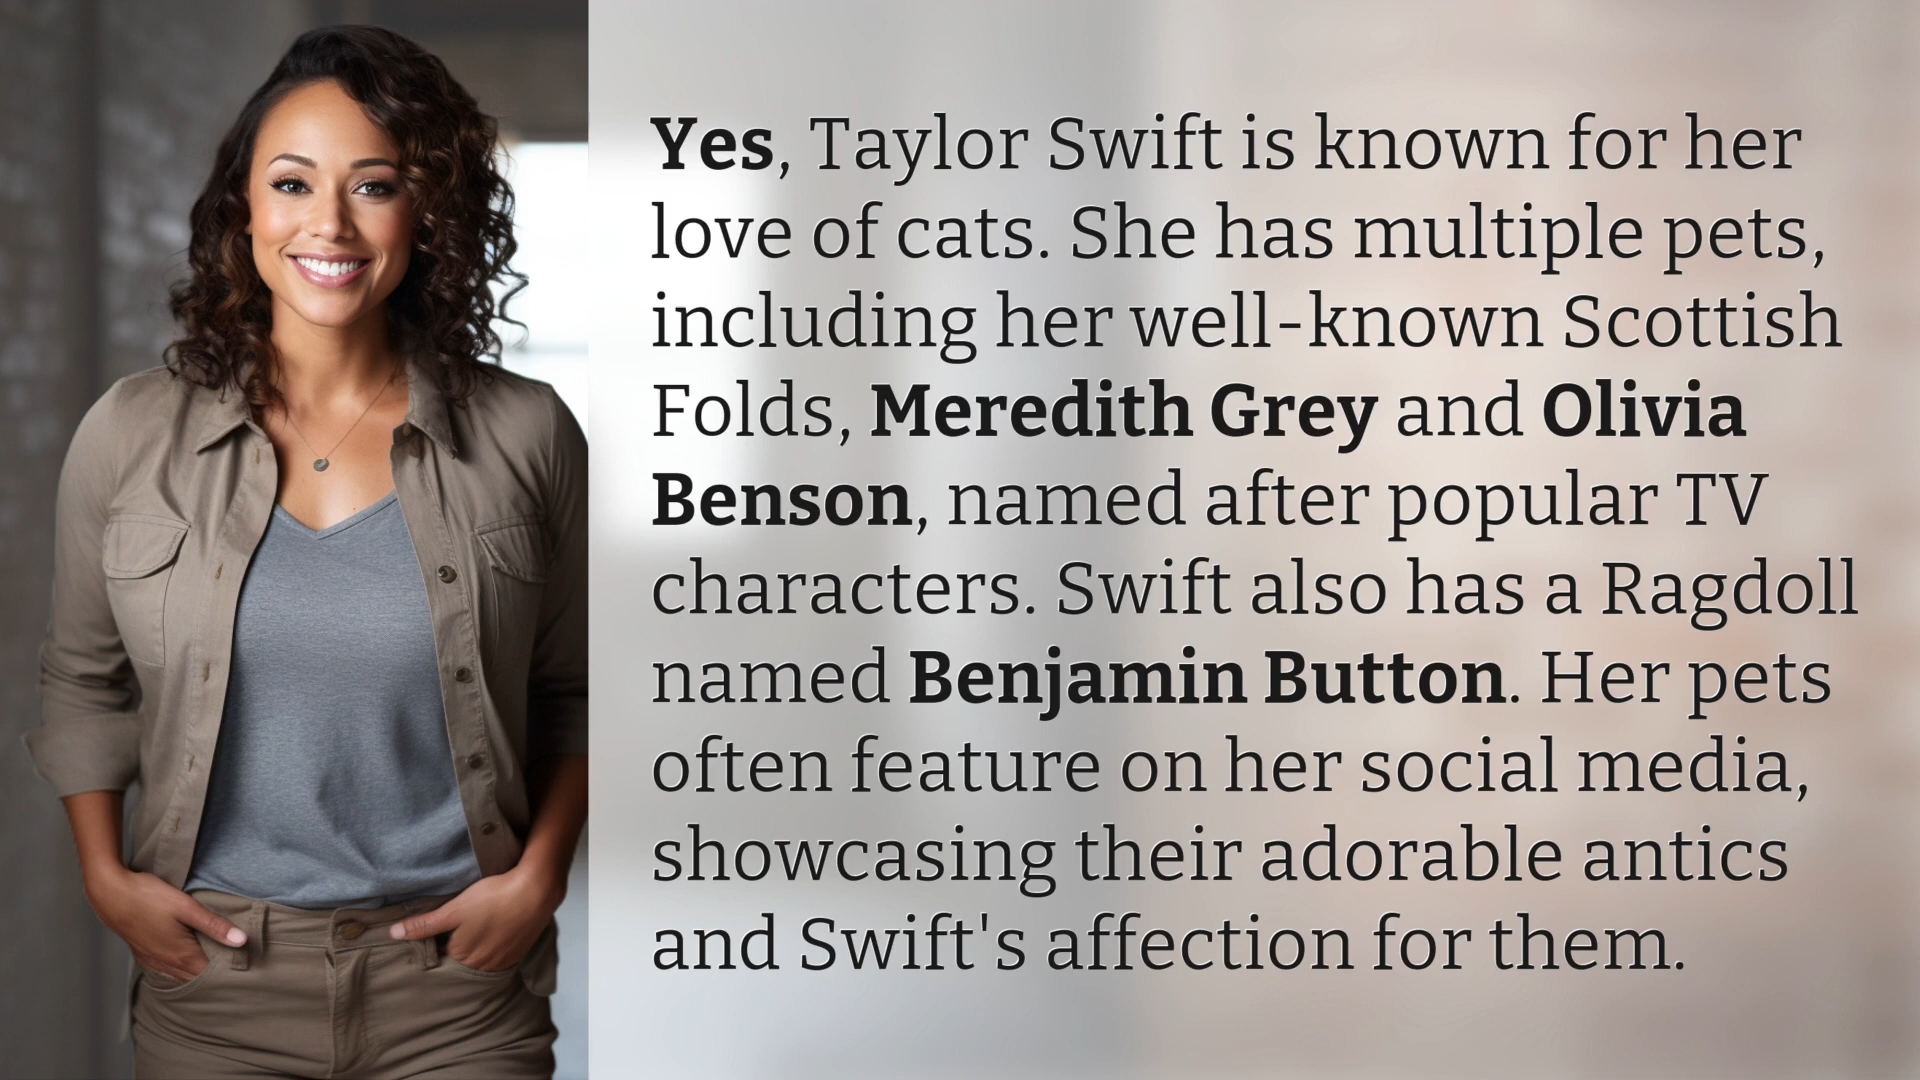 Yes, Taylor Swift is known for her
love of cats. She has multiple pets,
including her well-known Scottish
Folds, Meredith Grey and Olivia
Benson, named after popular TV
characters. Swift also has a Ragdoll
named Benjamin Button. Her pets
often feature on her social media,
showcasing their adorable antics
and Swift's affection for them.